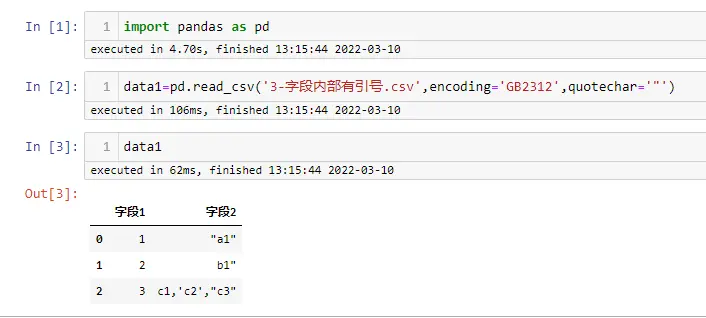 In [1]: 1 import pandas as pd
executed in 4.70s, finished 13:15:44 2022-03-10
In [2]: 1 data1=pd.read_csv('3-字段内部有引号.csv',encoding='GB2312',quotechar='"')
executed in 106ms, finished 13:15:44 2022-03-10
In [3]: 1 data1
executed in 62ms, finished 13:15:44 2022-03-10
Out[3]:
字段1 字段2
0 1 "a1"
1 2 b1"
2 3 c1,'c2',"c3"